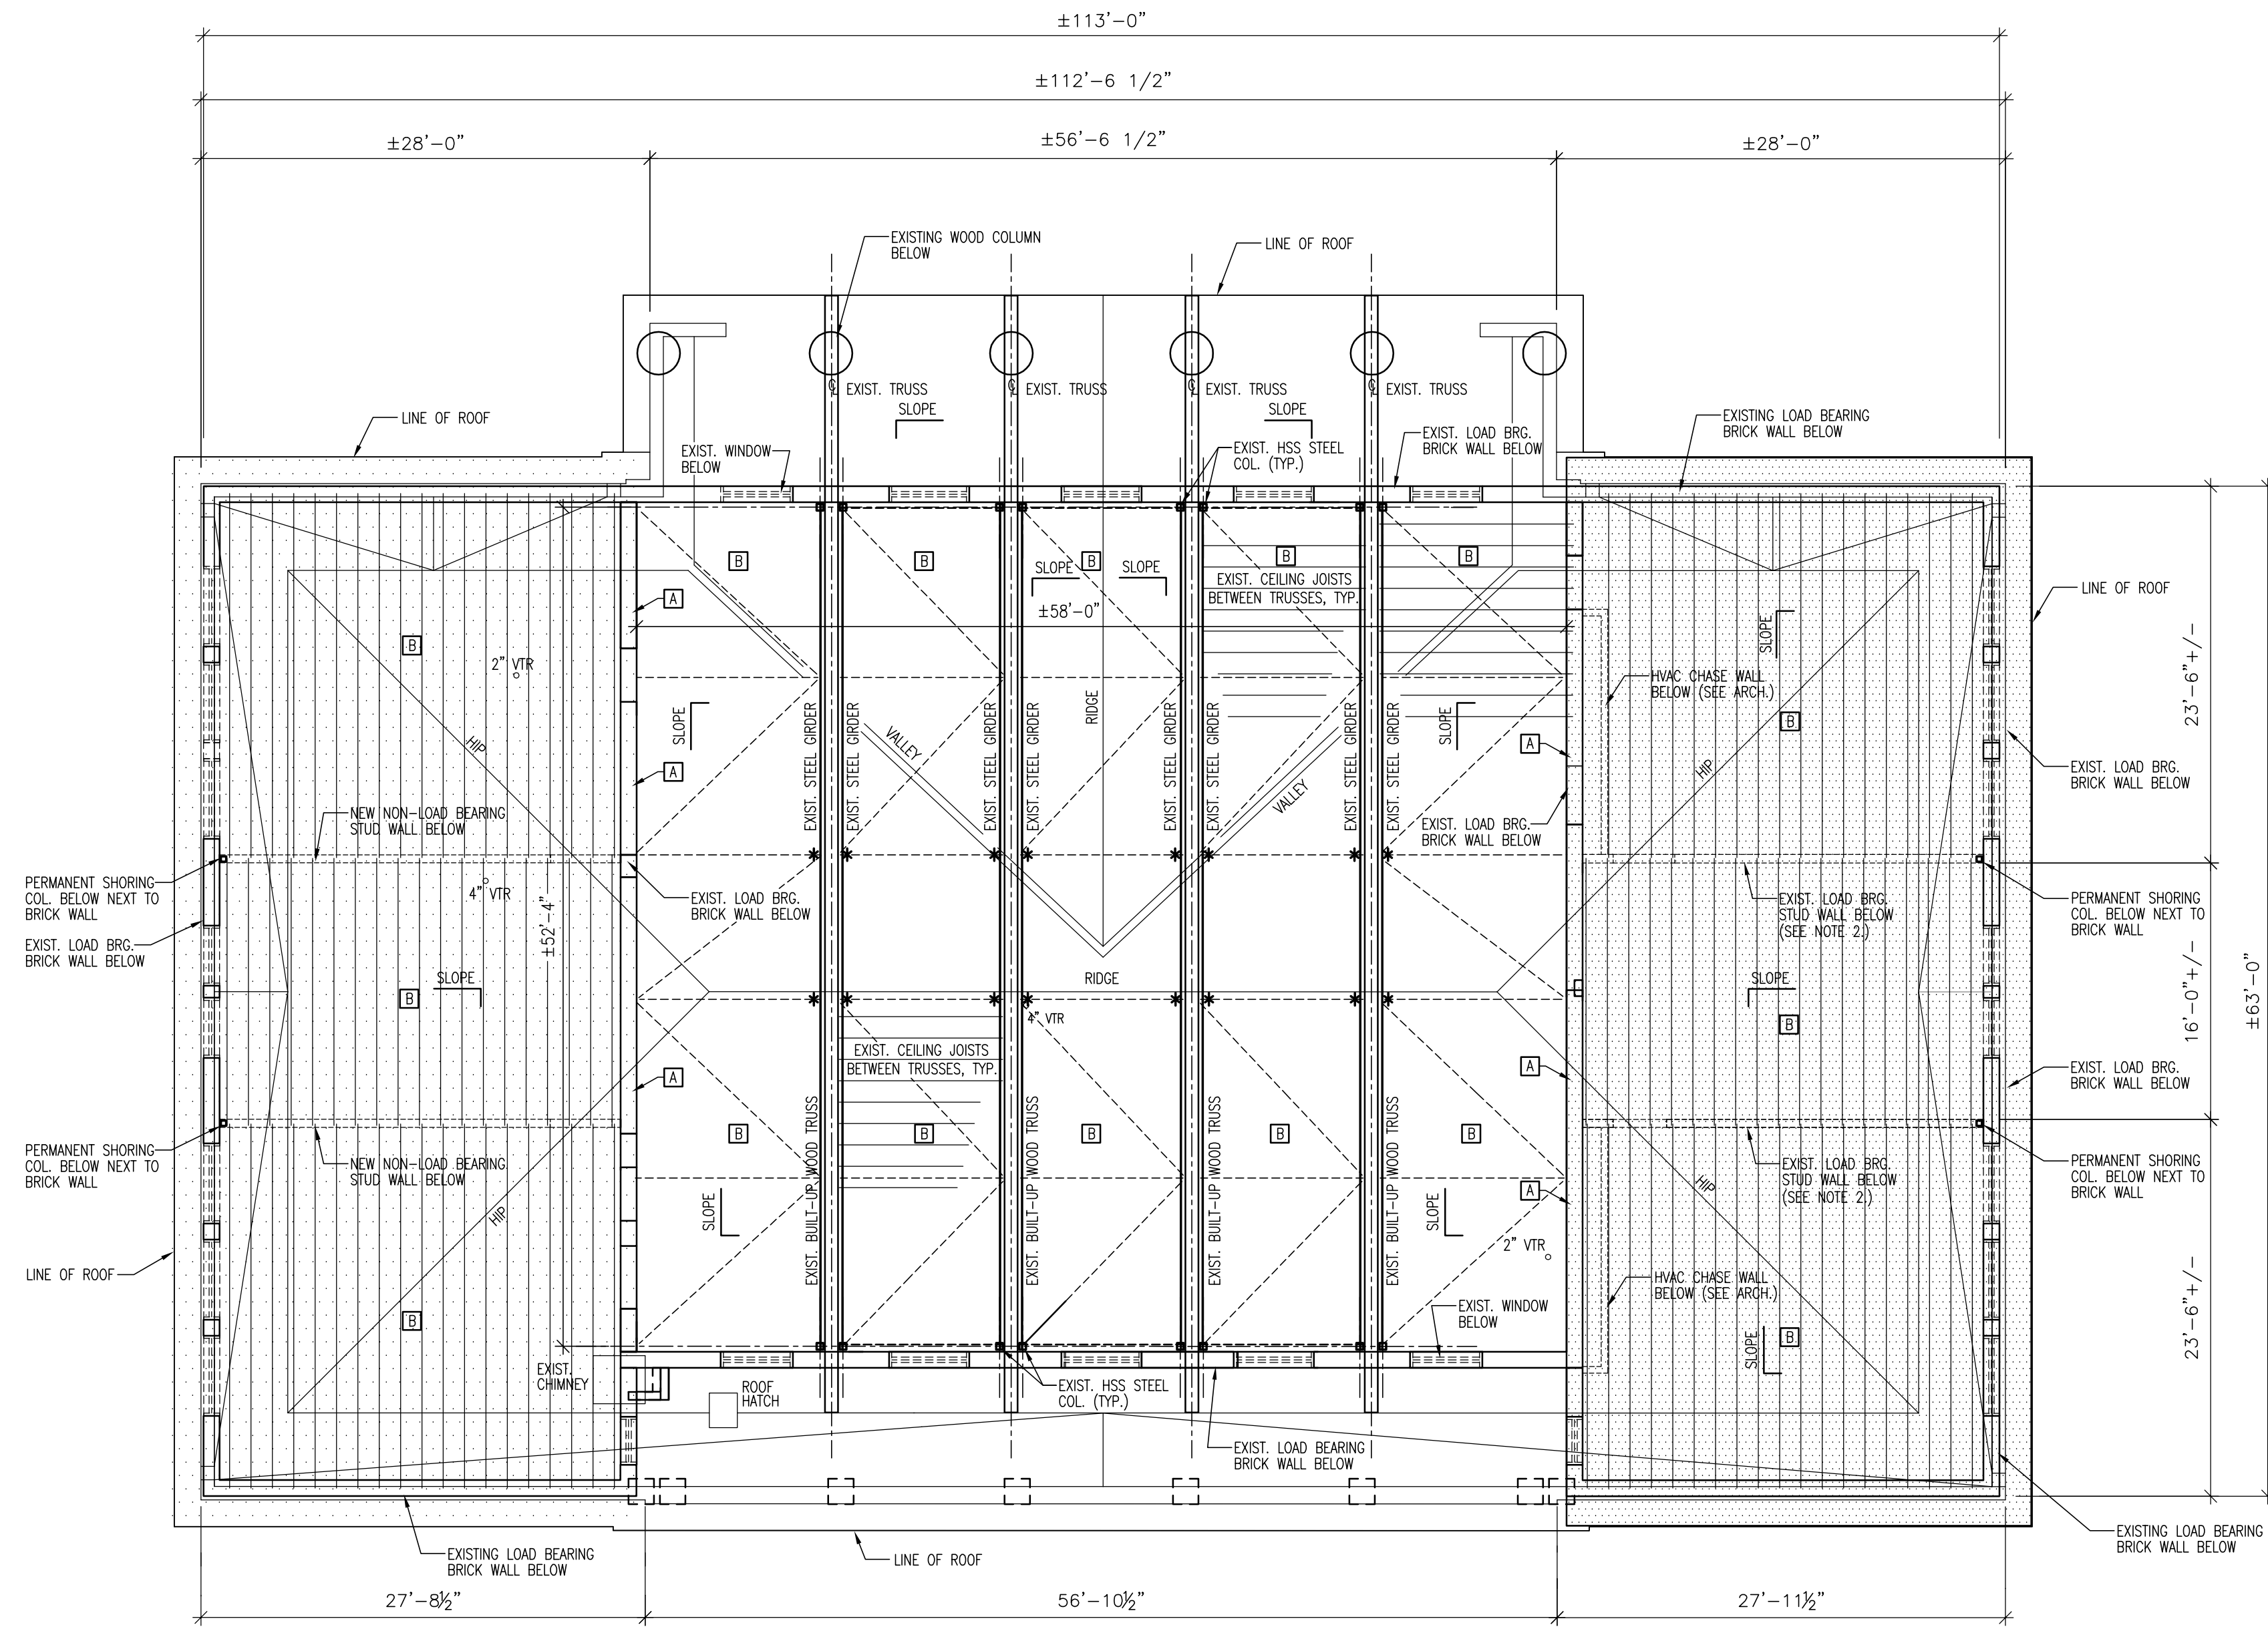 ±113'-0"
±112'-6 1/2"
±28'-0"
±56'-6 1/2"
±28'-0"
EXISTING WOOD COLUMN
BELOW
LINE OF ROOF
℄ EXIST. TRUSS
℄ EXIST. TRUSS
℄ EXIST. TRUSS
℄ EXIST. TRUSS
SLOPE
SLOPE
LINE OF ROOF
EXISTING LOAD BEARING
BRICK WALL BELOW
EXIST. WINDOW
BELOW
EXIST. HSS STEEL
COL. (TYP.)
EXIST. LOAD BRG.
BRICK WALL BELOW
B
B
B
B
B
SLOPE
SLOPE
EXIST. CEILING JOISTS
BETWEEN TRUSSES, TYP.
±58'-0"
A
B
2" VTR
SLOPE
LINE OF ROOF
23'-6"+/-
HVAC CHASE WALL
BELOW (SEE ARCH.)
B
SLOPE
RIDGE
SLOPE
HIP
VALLEY
VALLEY
HIP
A
A
EXIST. STEEL GIRDER
EXIST. STEEL GIRDER
EXIST. STEEL GIRDER
EXIST. STEEL GIRDER
EXIST. STEEL GIRDER
EXIST. STEEL GIRDER
EXIST. STEEL GIRDER
EXIST. STEEL GIRDER
EXIST. LOAD BRG.
BRICK WALL BELOW
NEW NON-LOAD BEARING
STUD WALL BELOW
EXIST. LOAD BRG.
BRICK WALL BELOW
PERMANENT SHORING
COL. BELOW NEXT TO
BRICK WALL
4" VTR
±52'-4"
EXIST. LOAD BRG.
BRICK WALL BELOW
EXIST. LOAD BRG.
STUD WALL BELOW
(SEE NOTE 2.)
PERMANENT SHORING
COL. BELOW NEXT TO
BRICK WALL
EXIST. LOAD BRG.
BRICK WALL BELOW
SLOPE
B
RIDGE
SLOPE
B
16'-0"+/-
±63'-0"
4" VTR
EXIST. CEILING JOISTS
BETWEEN TRUSSES, TYP.
A
A
EXIST. LOAD BRG.
BRICK WALL BELOW
B
B
B
B
B
EXIST. BUILT-UP WOOD TRUSS
EXIST. BUILT-UP WOOD TRUSS
EXIST. BUILT-UP WOOD TRUSS
EXIST. BUILT-UP WOOD TRUSS
PERMANENT SHORING
COL. BELOW NEXT TO
BRICK WALL
NEW NON-LOAD BEARING
STUD WALL BELOW
EXIST. LOAD BRG.
STUD WALL BELOW
(SEE NOTE 2.)
PERMANENT SHORING
COL. BELOW NEXT TO
BRICK WALL
HIP
SLOPE
SLOPE
A
HIP
2" VTR
LINE OF ROOF
HVAC CHASE WALL
BELOW (SEE ARCH.)
EXIST. WINDOW
BELOW
B
SLOPE
B
23'-6"+/-
EXIST.
CHIMNEY
ROOF
HATCH
EXIST. HSS STEEL
COL. (TYP.)
EXIST. LOAD BEARING
BRICK WALL BELOW
EXISTING LOAD BEARING
BRICK WALL BELOW
LINE OF ROOF
EXISTING LOAD BEARING
BRICK WALL BELOW
27'-8½"
56'-10½"
27'-11½"